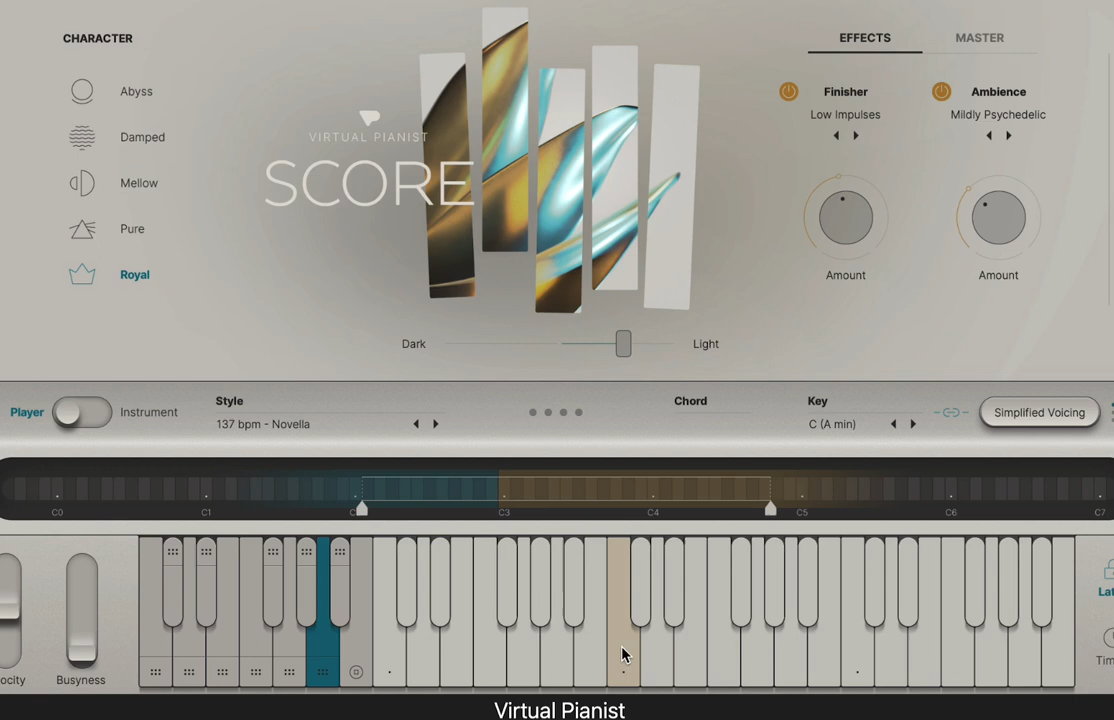 CHARACTER
Abyss
Damped
Mellow
Pure
Royal
VIRTUAL PIANIST
SCORE
Dark
Light
EFFECTS
MASTER
Finisher
Low Impulses
Amount
Ambience
Mildly Psychedelic
Amount
Player
Instrument
Style
137 bpm - Novella
Chord
Key
C (A min)
Simplified Voicing
C0
C1
C3
C4
C5
C6
C7
ocity
Busyness
Lat
Tim
Virtual Pianist